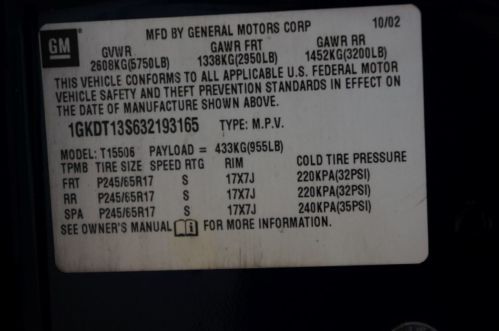 MFD BY GENERAL MOTORS CORP 10/02
GM
GVWR GAWR FRT GAWR RR
2608KG(5750LB) 1338KG(2950LB) 1452KG(3200LB)
THIS VEHICLE CONFORMS TO ALL APPLICABLE U.S. FEDERAL MOTOR
VEHICLE SAFETY AND THEFT PREVENTION STANDARDS IN EFFECT ON
THE DATE OF MANUFACTURE SHOWN ABOVE.
1GKDT13S632193165 TYPE: M.P.V.
MODEL: T15506 PAYLOAD = 433KG(955LB)
TPMB TIRE SIZE SPEED RTG RIM COLD TIRE PRESSURE
FRT P245/65R17 S 17X7J 220KPA(32PSI)
RR P245/65R17 S 17X7J 220KPA(32PSI)
SPA P245/65R17 S 17X7J 240KPA(35PSI)
SEE OWNER'S MANUAL FOR MORE INFORMATION.